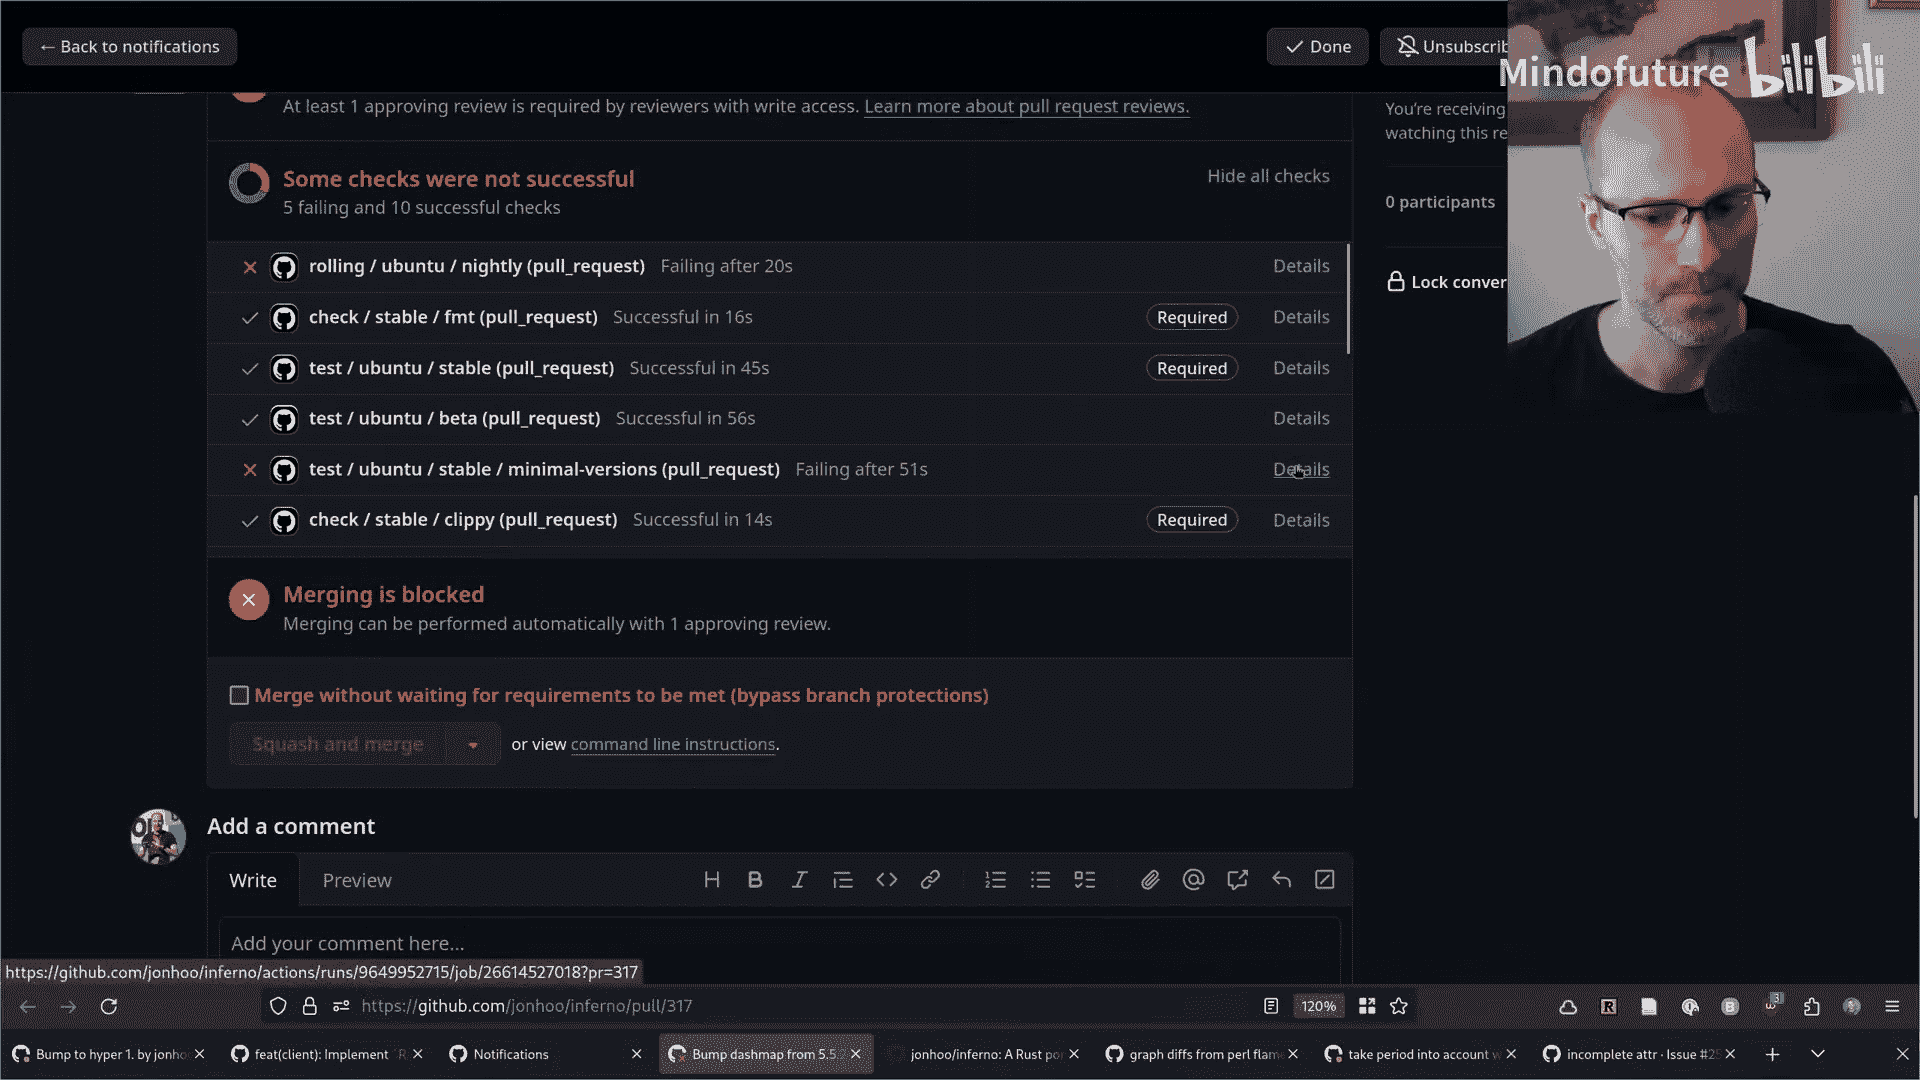 ← Back to notifications
Done
Unsubscrib
Mindofuture bilibili
At least 1 approving review is required by reviewers with write access. Learn more about pull request reviews.
You're receiving
watching this re
Some checks were not successful
5 failing and 10 successful checks
Hide all checks
0 participants
rolling / ubuntu / nightly (pull_request) Failing after 20s Details
Lock conver
check / stable / fmt (pull_request) Successful in 16s Required Details
test / ubuntu / stable (pull_request) Successful in 45s Required Details
test / ubuntu / beta (pull_request) Successful in 56s Details
test / ubuntu / stable / minimal-versions (pull_request) Failing after 51s Details
check / stable / clippy (pull_request) Successful in 14s Required Details
Merging is blocked
Merging can be performed automatically with 1 approving review.
Merge without waiting for requirements to be met (bypass branch protections)
Squash and merge or view command line instructions.
Add a comment
Write Preview
Add your comment here...
https://github.com/jonhoo/inferno/actions/runs/9649952715/job/26614527018?pr=317
https://github.com/jonhoo/inferno/pull/317 120% 3
Bump to hyper 1. by jonho feat(client): Implement `R Notifications Bump dashmap from 5.5. jonhoo/inferno: A Rust po graph diffs from perl flam take period into account w incomplete attr · Issue #25